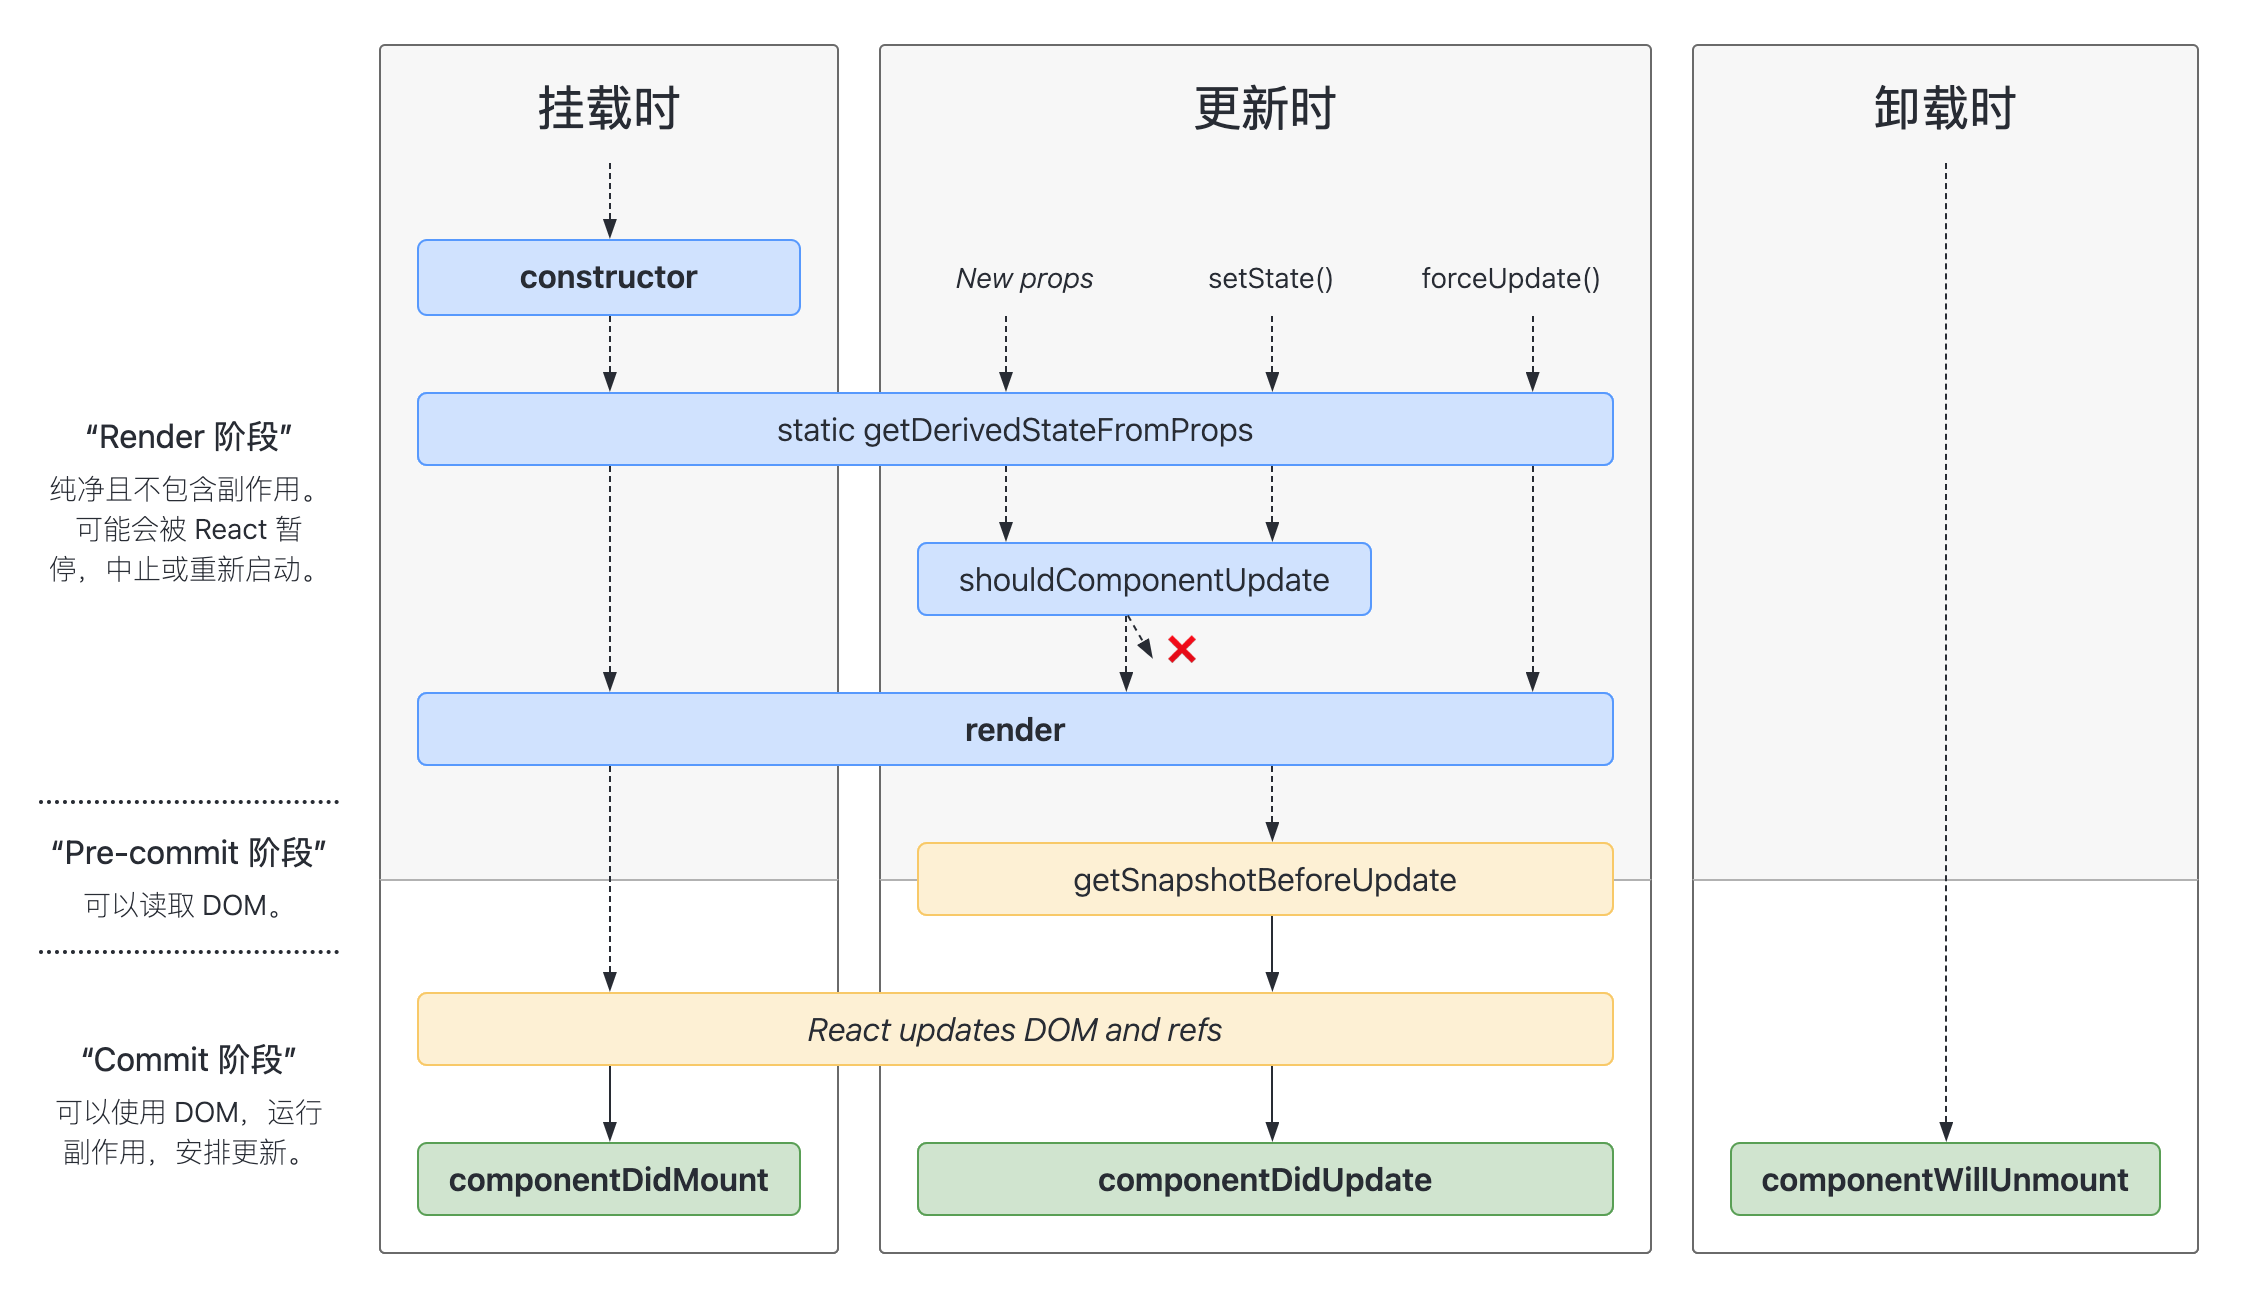 挂载时
更新时
卸载时
constructor
New props
setState()
forceUpdate()
static getDerivedStateFromProps
“Render 阶段”
纯净且不包含副作用。
可能会被 React 暂
停，中止或重新启动。
shouldComponentUpdate
render
“Pre-commit 阶段”
可以读取 DOM。
getSnapshotBeforeUpdate
React updates DOM and refs
“Commit 阶段”
可以使用 DOM，运行
副作用，安排更新。
componentDidMount
componentDidUpdate
componentWillUnmount